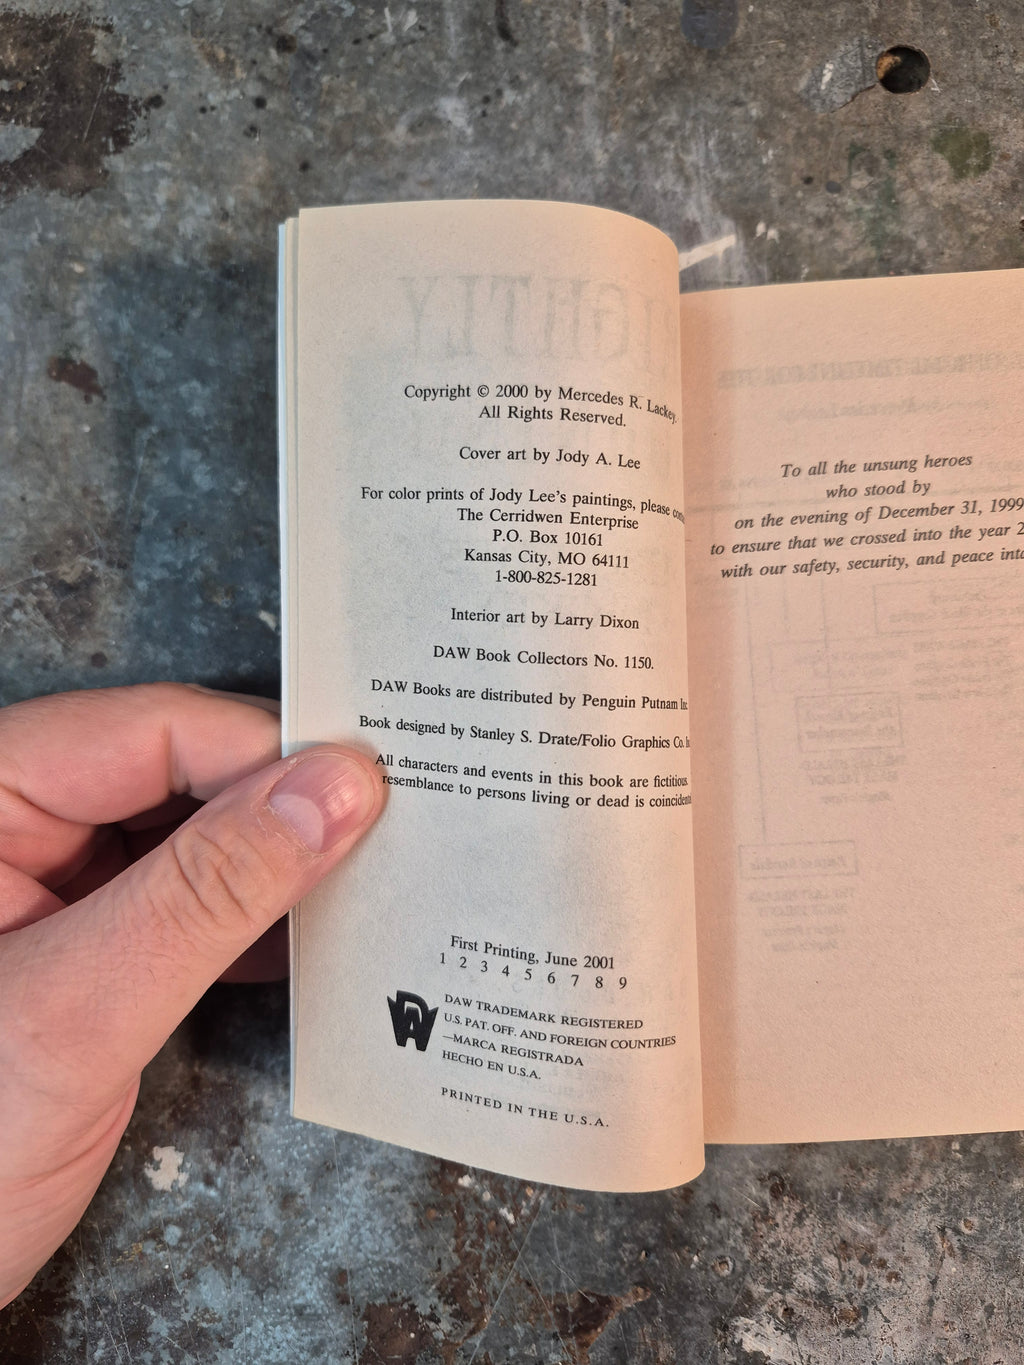 Copyright © 2000 by Mercedes R. Lackey.
All Rights Reserved.
Cover art by Jody A. Lee
For color prints of Jody Lee's paintings, please
The Cerridwen Enterprise
P.O. Box 10161
Kansas City, MO 64111
1-800-825-1281
Interior art by Larry Dixon
DAW Book Collectors No. 1150.
DAW Books are distributed by Penguin Putnam Inc
Book designed by Stanley S. Drate/Folio Graphics Co.
All characters and events in this book are fictitious.
resemblance to persons living or dead is
First Printing, June 2001
1 2 3 4 5 6 7 8 9
DAW TRADEMARK REGISTERED
U.S. PAT. OFF. AND FOREIGN COUNTRIES
—MARCA REGISTRADA
HECHO EN U.S.A.
PRINTED IN THE U.S.A.
To all the unsung heroes
who stood by
on the evening of December 31, 1999
to ensure that we crossed into the year
with our safety, security, and peace